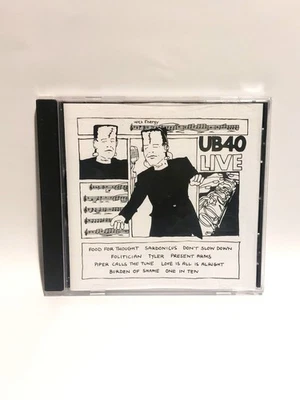 UB40
LIVE
FOOD FOR THOUGHT SARDONICUS DON'T SLOW DOWN
POLITICIAN TYLER PRESENT ARMS
PIPER CALLS THE TUNE LOVE IS ALL IS ALRIGHT
BURDEN OF SHAME ONE IN TEN